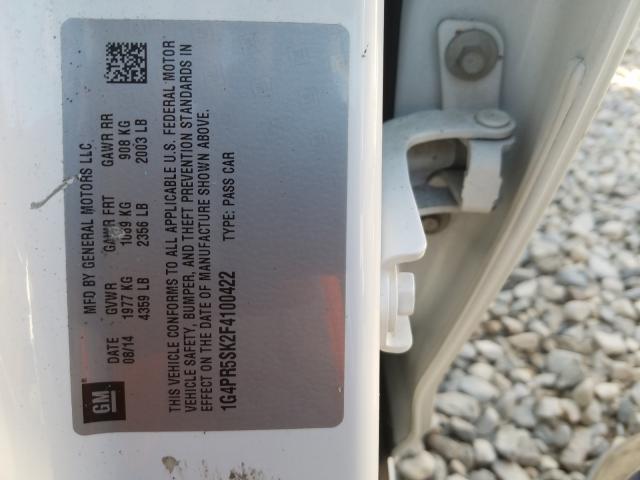 GM
MFD BY GENERAL MOTORS LLC
DATE GVWR GAWR FRT GAWR RR
08/14 1977 KG 1069 KG 908 KG
4359 LB 2356 LB 2003 LB
THIS VEHICLE CONFORMS TO ALL APPLICABLE U.S. FEDERAL MOTOR
VEHICLE SAFETY, BUMPER, AND THEFT PREVENTION STANDARDS IN
EFFECT ON THE DATE OF MANUFACTURE SHOWN ABOVE.
1G4PR5SK2F4100422 TYPE: PASS CAR